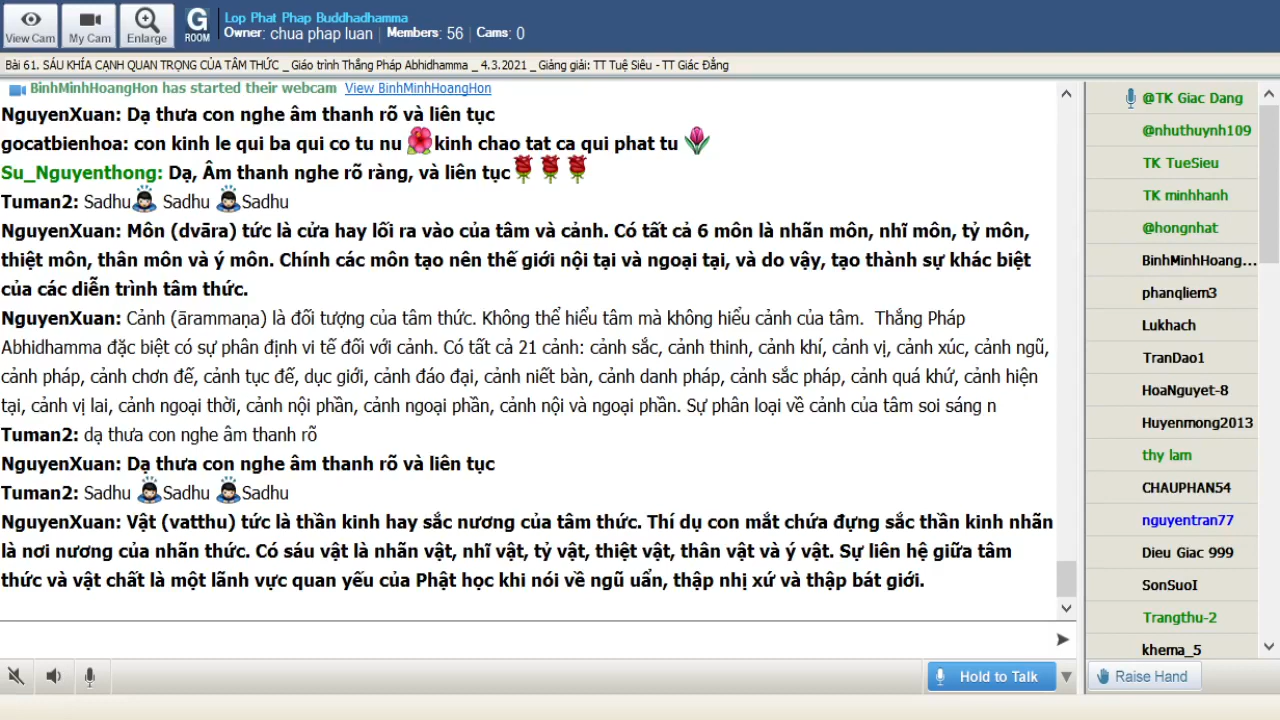 View Cam
My Cam
Enlarge
G
ROOM
Lop Phat Phap Buddhadhamma
Owner: chua phap luan | Members: 56 | Cams: 0
Bài 61. SÁU KHÍA CẠNH QUAN TRỌNG CỦA TÂM THỨC _ Giáo trình Thắng Pháp Abhidhamma _ 4.3.2021 _ Giảng giải: TT Tuệ Siêu - TT Giác Đẳng
BinhMinhHoangHon has started their webcam View BinhMinhHoangHon
NguyenXuan: Dạ thưa con nghe âm thanh rõ và liên tục
gocatbienhoa: con kinh le qui ba qui co tu nu kinh chao tat ca qui phat tu
Su_Nguyenthong: Dạ, Âm thanh nghe rõ ràng, và liên tục
Tuman2: Sadhu Sadhu Sadhu
NguyenXuan: Môn (dvāra) tức là cửa hay lối ra vào của tâm và cảnh. Có tất cả 6 môn là nhãn môn, nhĩ môn, tỷ môn,
thiệt môn, thân môn và ý môn. Chính các môn tạo nên thế giới nội tại và ngoại tại, và do vậy, tạo thành sự khác biệt
của các diễn trình tâm thức.
NguyenXuan: Cảnh (ārammaṇa) là đối tượng của tâm thức. Không thể hiểu tâm mà không hiểu cảnh của tâm. Thắng Pháp
Abhidhamma đặc biệt có sự phân định vi tế đối với cảnh. Có tất cả 21 cảnh: cảnh sắc, cảnh thinh, cảnh khí, cảnh vị, cảnh xúc, cảnh ngũ,
cảnh pháp, cảnh chơn đế, cảnh tục đế, dục giới, cảnh đáo đại, cảnh niết bàn, cảnh danh pháp, cảnh sắc pháp, cảnh quá khứ, cảnh hiện
tại, cảnh vị lai, cảnh ngoại thời, cảnh nội phần, cảnh ngoại phần, cảnh nội và ngoại phần. Sự phân loại về cảnh của tâm soi sáng n
Tuman2: dạ thưa con nghe âm thanh rõ
NguyenXuan: Dạ thưa con nghe âm thanh rõ và liên tục
Tuman2: Sadhu Sadhu Sadhu
NguyenXuan: Vật (vatthu) tức là thần kinh hay sắc nương của tâm thức. Thí dụ con mắt chứa đựng sắc thần kinh nhãn
là nơi nương của nhãn thức. Có sáu vật là nhãn vật, nhĩ vật, tỷ vật, thiệt vật, thân vật và ý vật. Sự liên hệ giữa tâm
thức và vật chất là một lãnh vực quan yếu của Phật học khi nói về ngũ uẩn, thập nhị xứ và thập bát giới.
Hold to Talk
@TK Giac Dang
@nhuthuynh109
TK TueSieu
TK minhhanh
@hongnhat
BinhMinhHoang...
phanqliem3
Lukhach
TranDao1
HoaNguyet-8
Huyenmong2013
thy lam
CHAUPHAN54
nguyentran77
Dieu Giac 999
SonSuoI
Trangthu-2
khema_5
Raise Hand